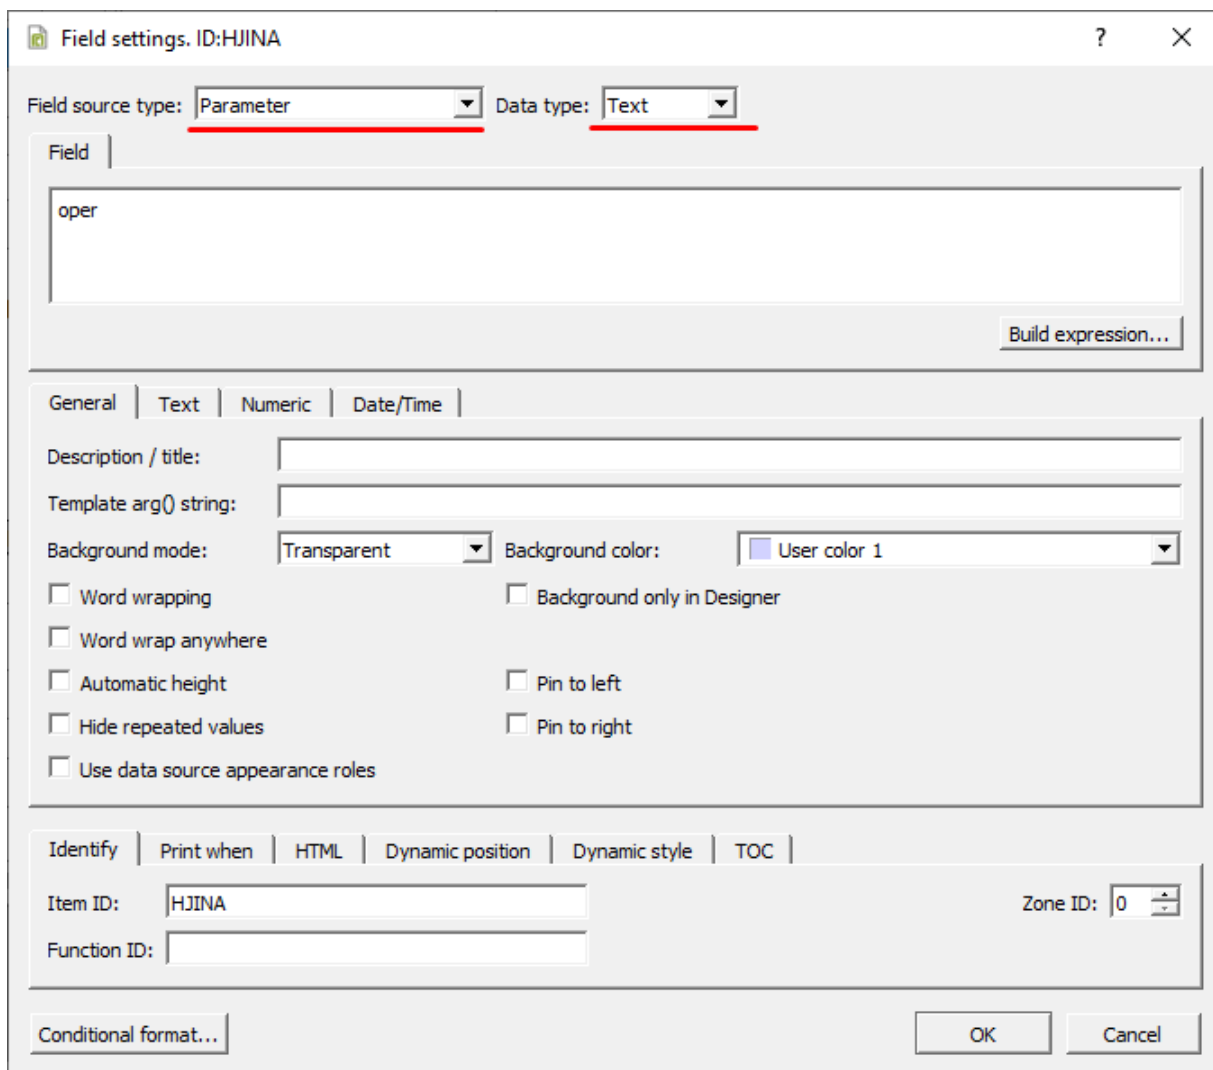 Field settings. ID:HJINA ?
Field source type: Parameter Data type: Text
Field
oper
Build expression...
General Text Numeric Date/Time
Description / title:
Template arg() string:
Background mode: Transparent Background color: User color 1
Word wrapping Background only in Designer
Word wrap anywhere
Automatic height Pin to left
Hide repeated values Pin to right
Use data source appearance roles
Identify Print when HTML Dynamic position Dynamic style TOC
Item ID: HJINA Zone ID: 0
Function ID:
Conditional format... OK Cancel